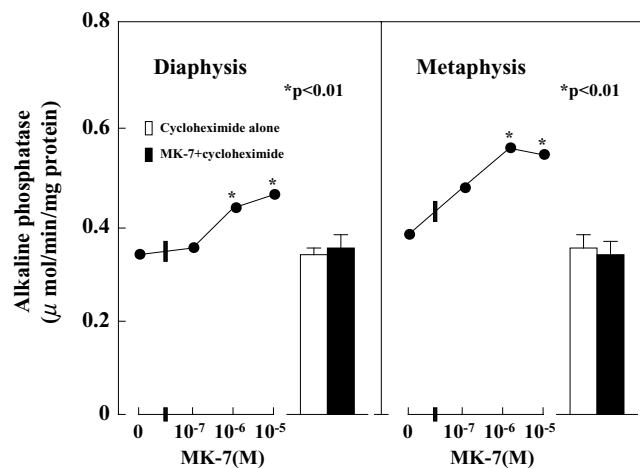 0.8
0.6
0.4
0.2
0
Alkaline phosphatase
(μ mol/min/mg protein)
Diaphysis
*p<0.01
Cycloheximide alone
MK-7+cycloheximide
* *
0 10⁻⁷ 10⁻⁶ 10⁻⁵
MK-7(M)
Metaphysis
*p<0.01
* *
0 10⁻⁷ 10⁻⁶ 10⁻⁵
MK-7(M)